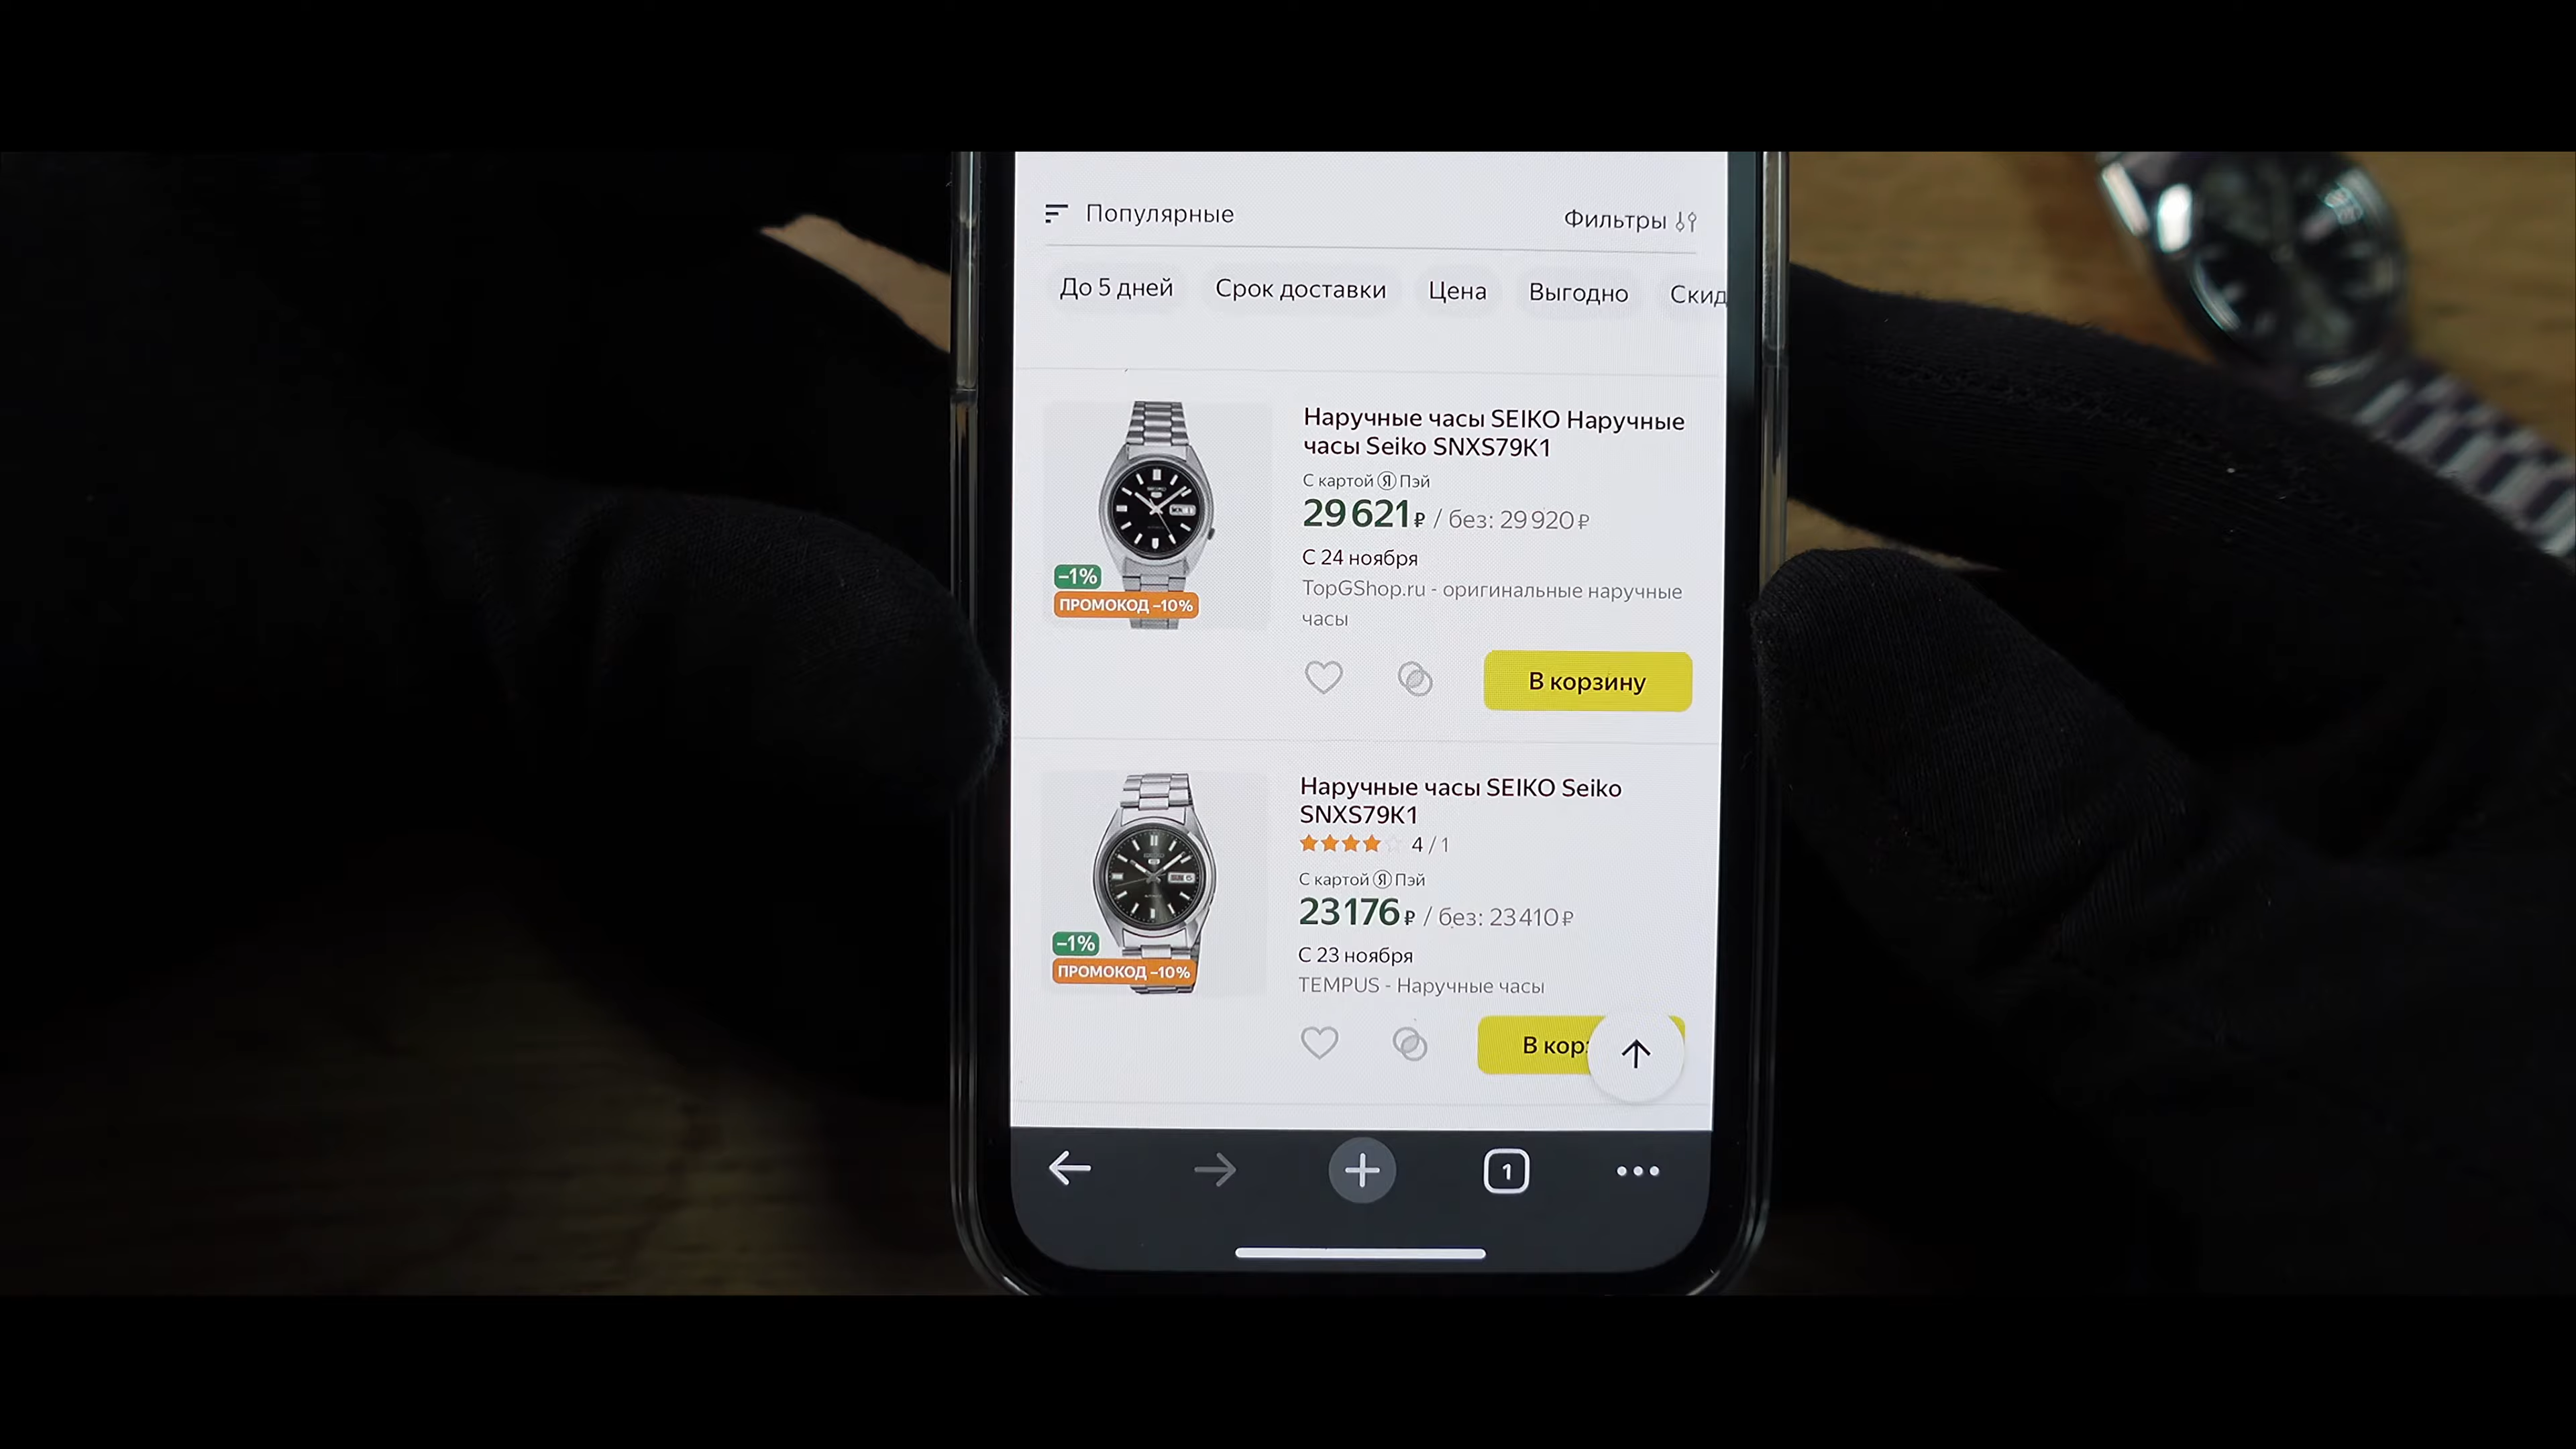 Популярные
Фильтры
До 5 дней
Срок доставки
Цена
Выгодно
Скид
Наручные часы SEIKO Наручные
часы Seiko SNXS79K1
С картой Я Пэй
29 621 ₽ / без: 29 920 ₽
С 24 ноября
TopGShop.ru - оригинальные наручные
часы
–1%
ПРОМОКОД –10%
В корзину
Наручные часы SEIKO Seiko
SNXS79K1
4 / 1
С картой Я Пэй
23 176 ₽ / без: 23 410 ₽
С 23 ноября
TEMPUS - Наручные часы
–1%
ПРОМОКОД –10%
В кор
1